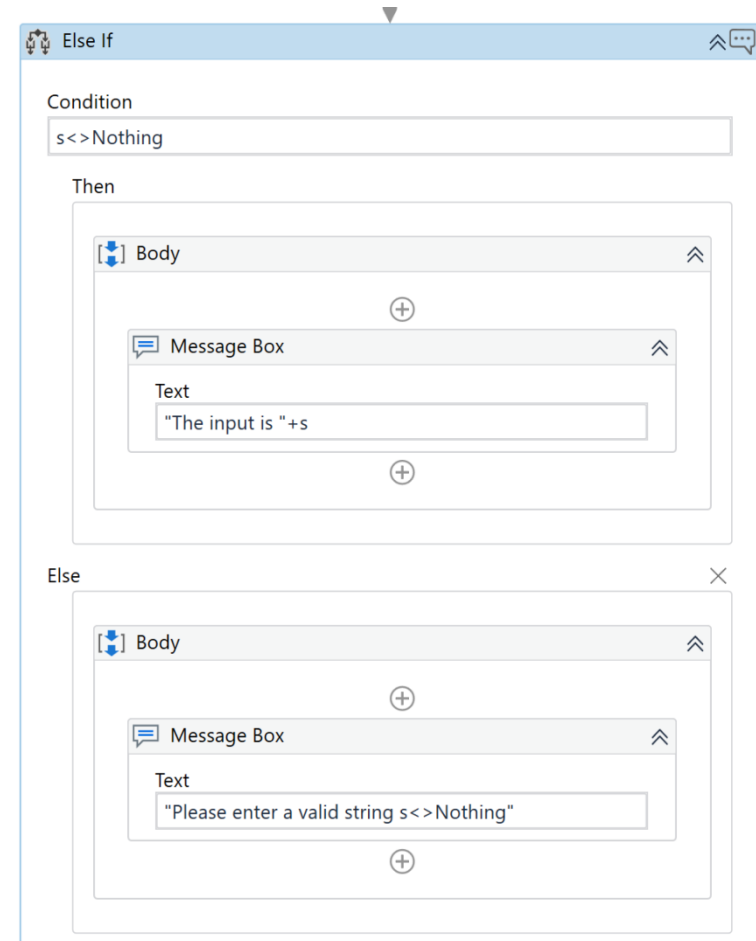 Else If
Condition
s<>Nothing
Then
Body
Message Box
Text
"The input is "+s
Else
Body
Message Box
Text
"Please enter a valid string s<>Nothing"